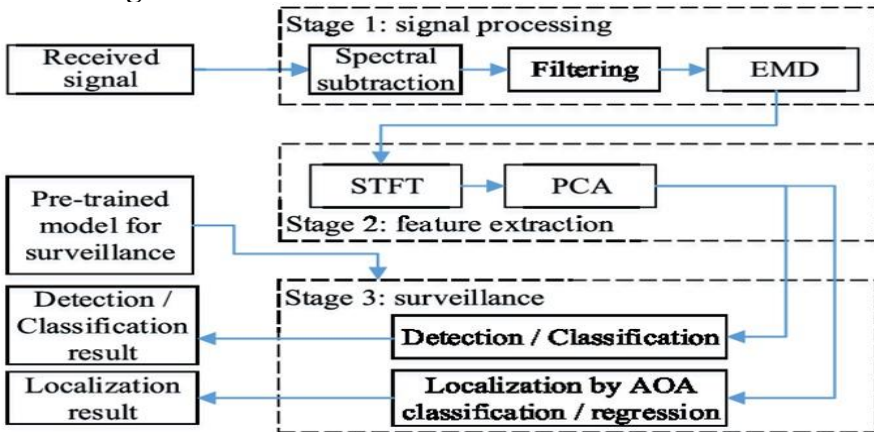 Stage 1: signal processing
Received
signal
Spectral
subtraction
Filtering
EMD
STFT
PCA
Stage 2: feature extraction
Pre-trained
model for
surveillance
Stage 3: surveillance
Detection /
Classification
result
Detection / Classification
Localization
result
Localization by AOA
classification / regression